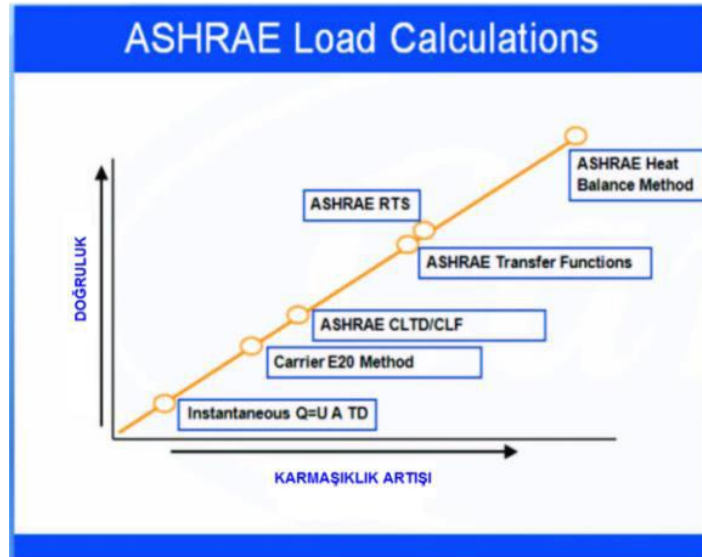 ASHRAE Load Calculations
ASHRAE Heat
Balance Method
ASHRAE RTS
ASHRAE Transfer Functions
DOĞRULUK
ASHRAE CLTD/CLF
Carrier E20 Method
Instantaneous Q=U A TD
KARMAŞIKLIK ARTIŞI